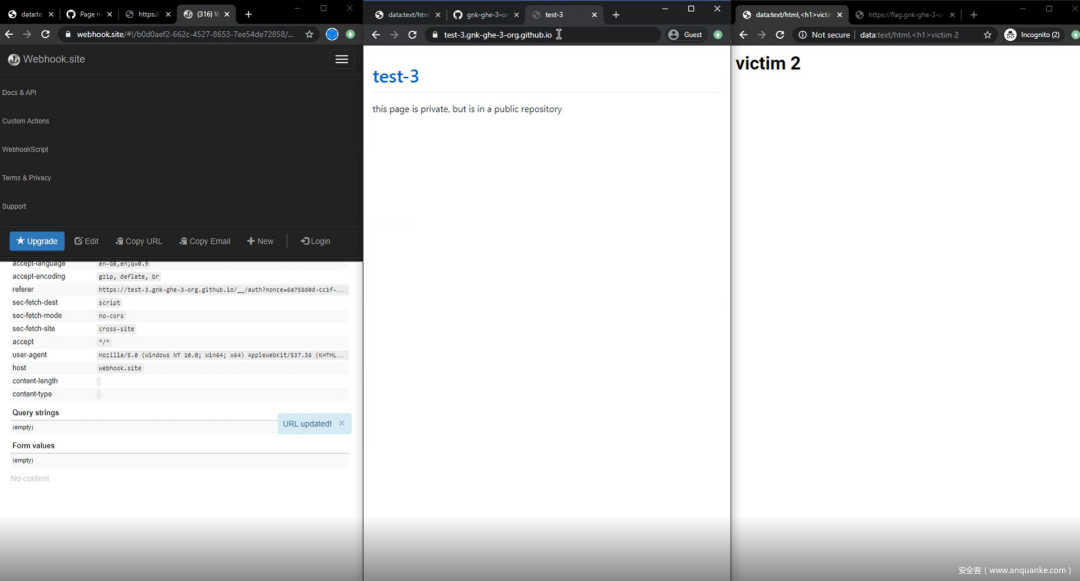 data:te
Page n
https:/
(316) W
webhook.site/#!/b0d0aef2-662c-4527-8653-7ee54de72858/...
Webhook.site
Docs & API
Custom Actions
WebhookScript
Terms & Privacy
Support
Upgrade
Edit
Copy URL
Copy Email
New
Login
accept-language en-GB,en;q=0.9
accept-encoding gzip, deflate, br
referer https://test-3.gnk-ghe-3-org.github.io/__/auth?nonce=6a758d0d-cc1f-...
sec-fetch-dest script
sec-fetch-mode no-cors
sec-fetch-site cross-site
accept */*
user-agent Mozilla/5.0 (Windows NT 10.0; Win64; x64) AppleWebKit/537.36 (KHTML...
host webhook.site
content-length
content-type
Query strings
(empty)
URL updated!
Form values
(empty)
No content
data:text/htm
gnk-ghe-3-o
test-3
test-3.gnk-ghe-3-org.github.io
Guest
test-3
this page is private, but is in a public repository
data:text/html,<h1>victi
https://flag.gnk-ghe-3-o
Not secure
data:text/html,<h1>victim 2
Incognito (2)
victim 2
安全客（www.anquanke.com）